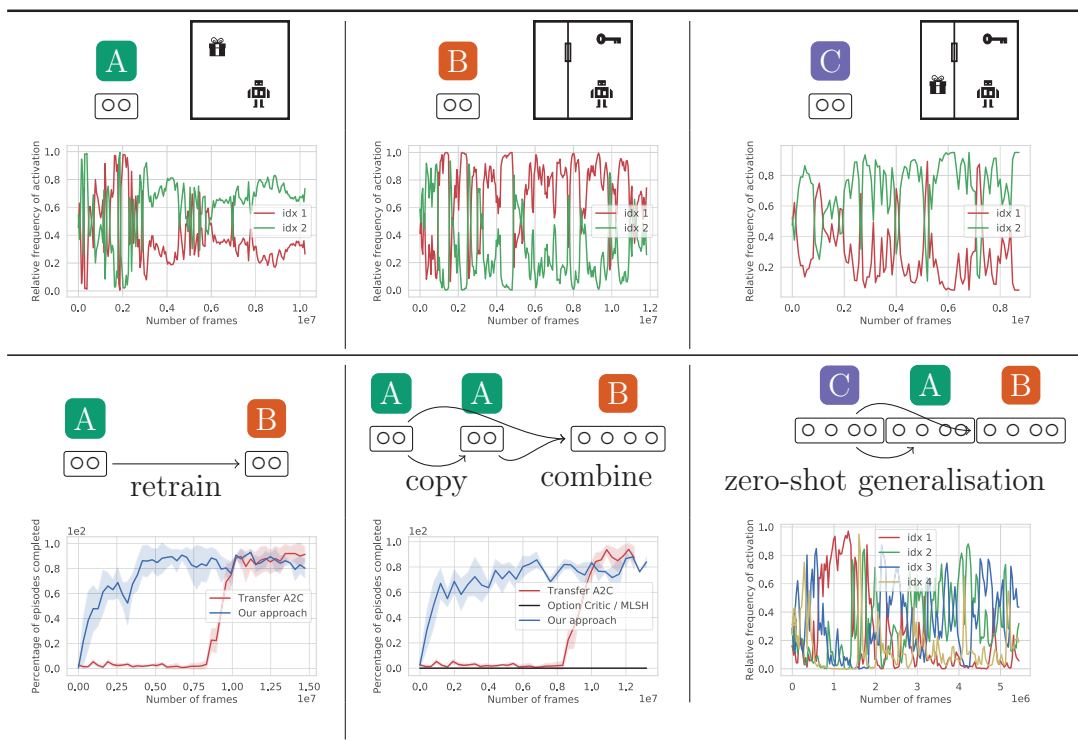 A
B
C
Relative frequency of activation
1.0
0.8
0.6
0.4
0.2
0.0
idx 1
idx 2
0.0 0.2 0.4 0.6 0.8 1.0
1e7
Number of frames
Relative frequency of activation
1.0
0.8
0.6
0.4
0.2
0.0
idx 1
idx 2
0.0 0.2 0.4 0.6 0.8 1.0 1.2
1e7
Number of frames
Relative frequency of activation
0.8
0.6
0.4
0.2
idx 1
idx 2
0.0 0.2 0.4 0.6 0.8
1e7
Number of frames
A B
retrain
A A B
copy combine
C A B
zero-shot generalisation
1e2
Percentage of episodes completed
1.0
0.8
0.6
0.4
0.2
0.0
Transfer A2C
Our approach
0.00 0.25 0.50 0.75 1.00 1.25 1.50
1e7
Number of frames
1e2
Percentage of episodes completed
1.0
0.8
0.6
0.4
0.2
0.0
Transfer A2C
Option Critic / MLSH
Our approach
0.0 0.2 0.4 0.6 0.8 1.0 1.2
1e7
Number of frames
Relative frequency of activation
1.0
0.8
0.6
0.4
0.2
0.0
idx 1
idx 2
idx 3
idx 4
0 1 2 3 4 5
1e6
Number of frames